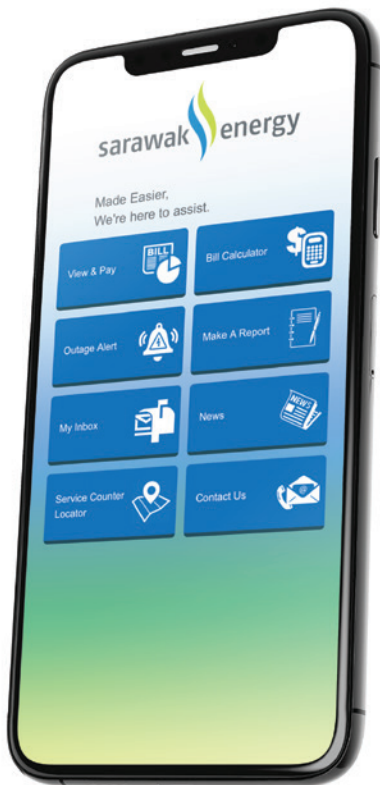 sarawak energy
Made Easier,
We're here to assist.
View & Pay
BILL
Bill Calculator
$
Outage Alert
Make A Report
My Inbox
News
NEWS
Service Counter
Locator
Contact Us
@